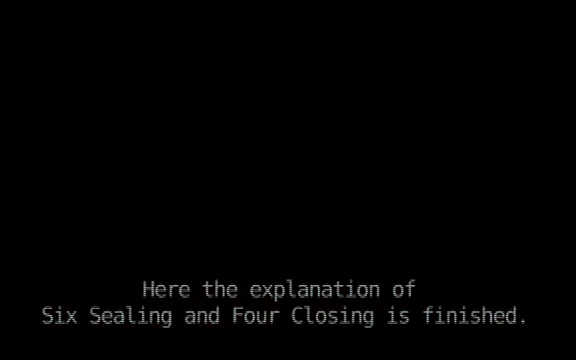 Here the explanation of
Six Sealing and Four Closing is finished.